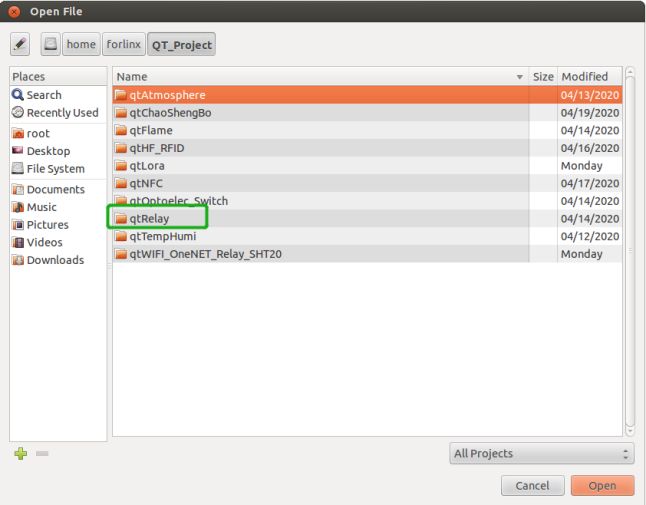 Open File
home forlinx QT_Project
Places Name Size Modified
Search qtAtmosphere 04/13/2020
Recently Used qtChaoShengBo 04/19/2020
qtFlame 04/14/2020
root qtHF_RFID 04/16/2020
Desktop qtLora Monday
File System qtNFC 04/17/2020
Documents qtOptoelec_Switch 04/14/2020
Music qtRelay 04/14/2020
Pictures qtTempHumi 04/12/2020
Videos qtWIFI_OneNET_Relay_SHT20 Monday
Downloads
All Projects
Cancel Open